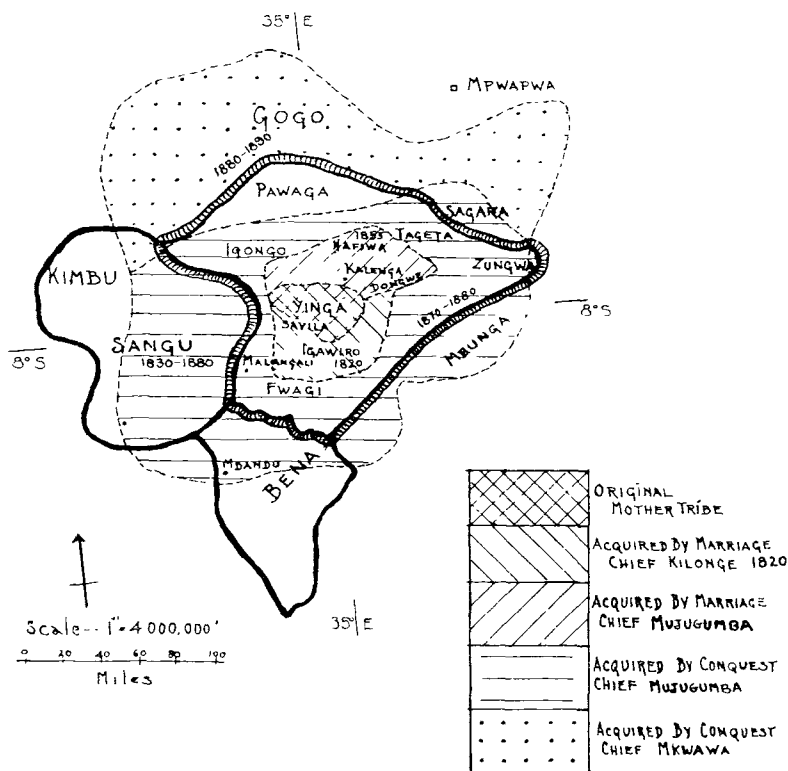 35° E
MPWAPWA
GOGO
1880-1890
PAWAGA
SAGARA
1855 TAGETA
IGONGO
NAFIWA
KIMBU
ZUNGWA
KALENGA
DONGWE
YINGA
SAVILA
1870-1880
8°S
MBUNGA
SANGU
IGAWIRO
8°S
1830-1880
MALANGALI
1820
FWAGI
MDANDU
BENA
ORIGINAL
MOTHER TRIBE
ACQUIRED BY MARRIAGE
CHIEF KILONGE 1820
ACQUIRED BY MARRIAGE
CHIEF MUJUGUMBA
ACQUIRED BY CONQUEST
CHIEF MUJUGUMBA
ACQUIRED BY CONQUEST
CHIEF MKWAWA
35° E
Scale--1"=4 000,000'
0 20 40 60 80 100
Miles